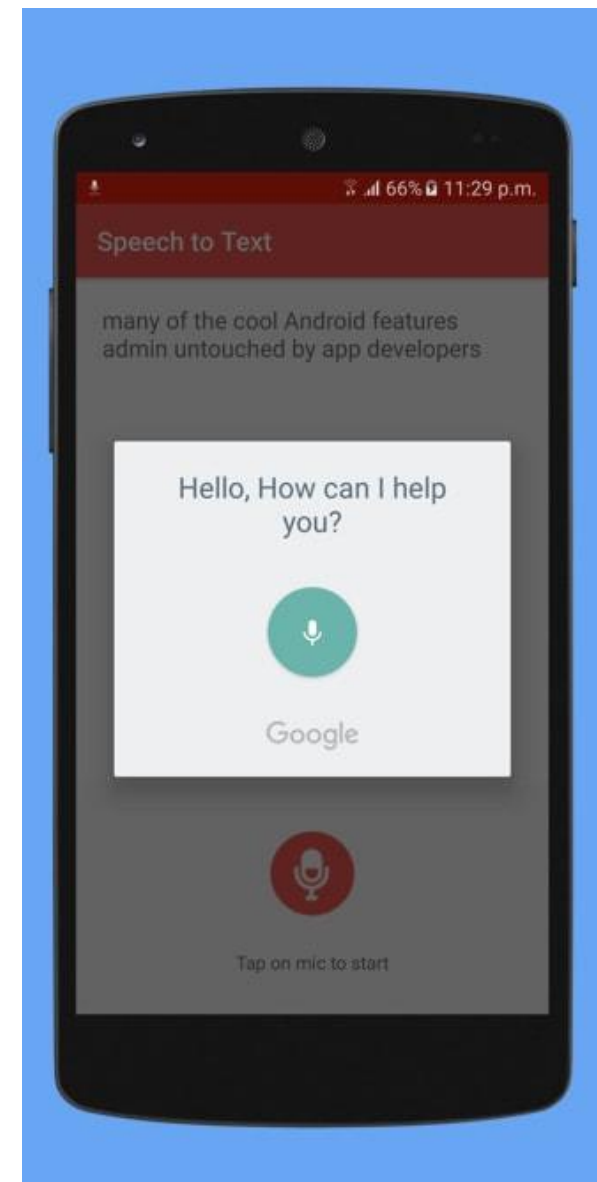 66% 11:29 p.m.
Speech to Text
many of the cool Android features
admin untouched by app developers
Hello, How can I help
you?
Google
Tap on mic to start